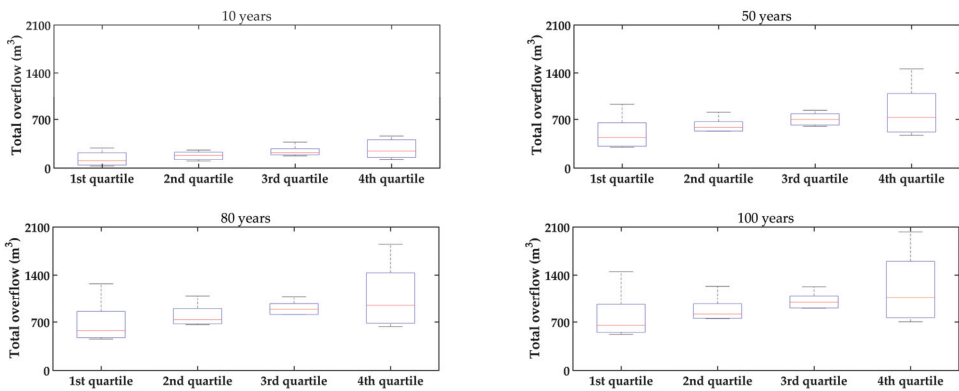 10 years
Total overflow (m³)
2100
1400
700
0
1st quartile 2nd quartile 3rd quartile 4th quartile
50 years
Total overflow (m³)
2100
1400
700
0
1st quartile 2nd quartile 3rd quartile 4th quartile
80 years
Total overflow (m³)
2100
1400
700
0
1st quartile 2nd quartile 3rd quartile 4th quartile
100 years
Total overflow (m³)
2100
1400
700
0
1st quartile 2nd quartile 3rd quartile 4th quartile